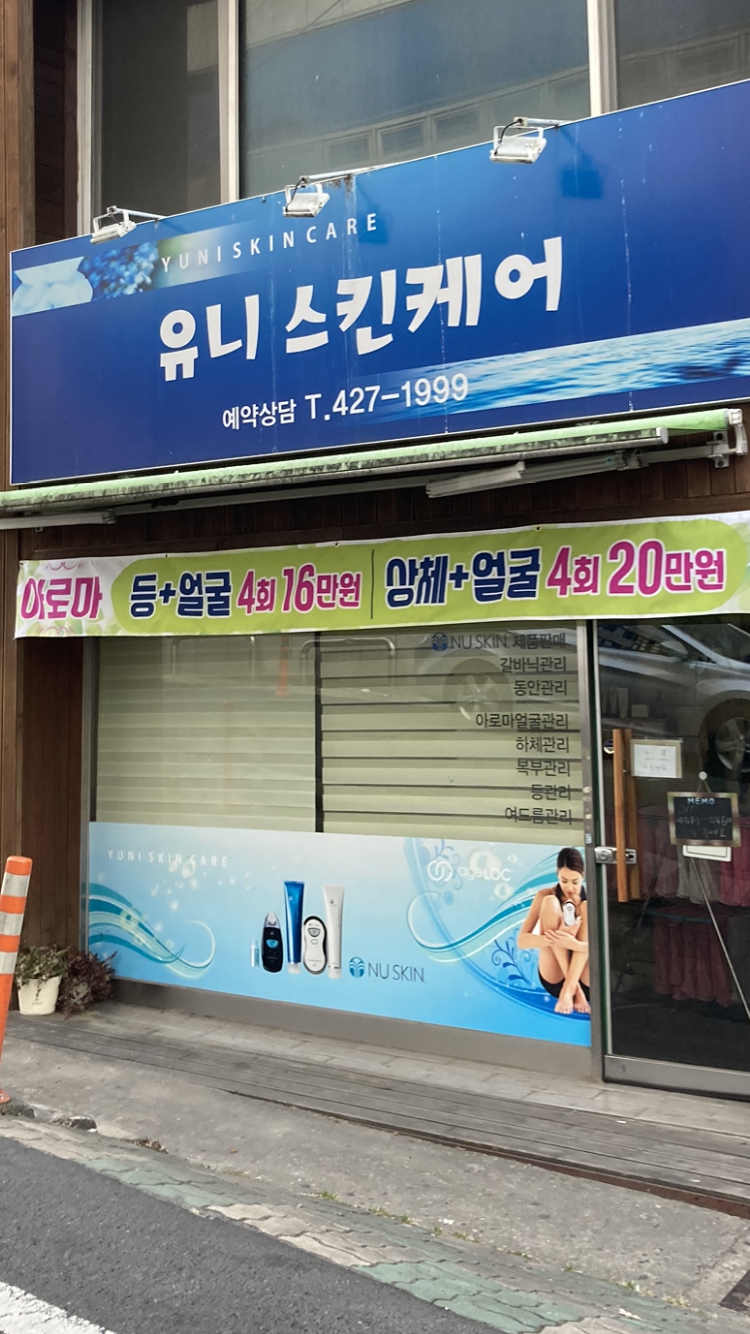 YUNI SKIN CARE
유니 스킨케어
예약상담 T.427-1999
아로마 등+얼굴 4회 16만원 상체+얼굴 4회 20만원
NU SKIN 제품판매
갈바닉관리
동안관리
아로마얼굴관리
하체관리
복부관리
등관리
여드름관리
MEMO
YUNI SKIN CARE
ageLOC
NU SKIN